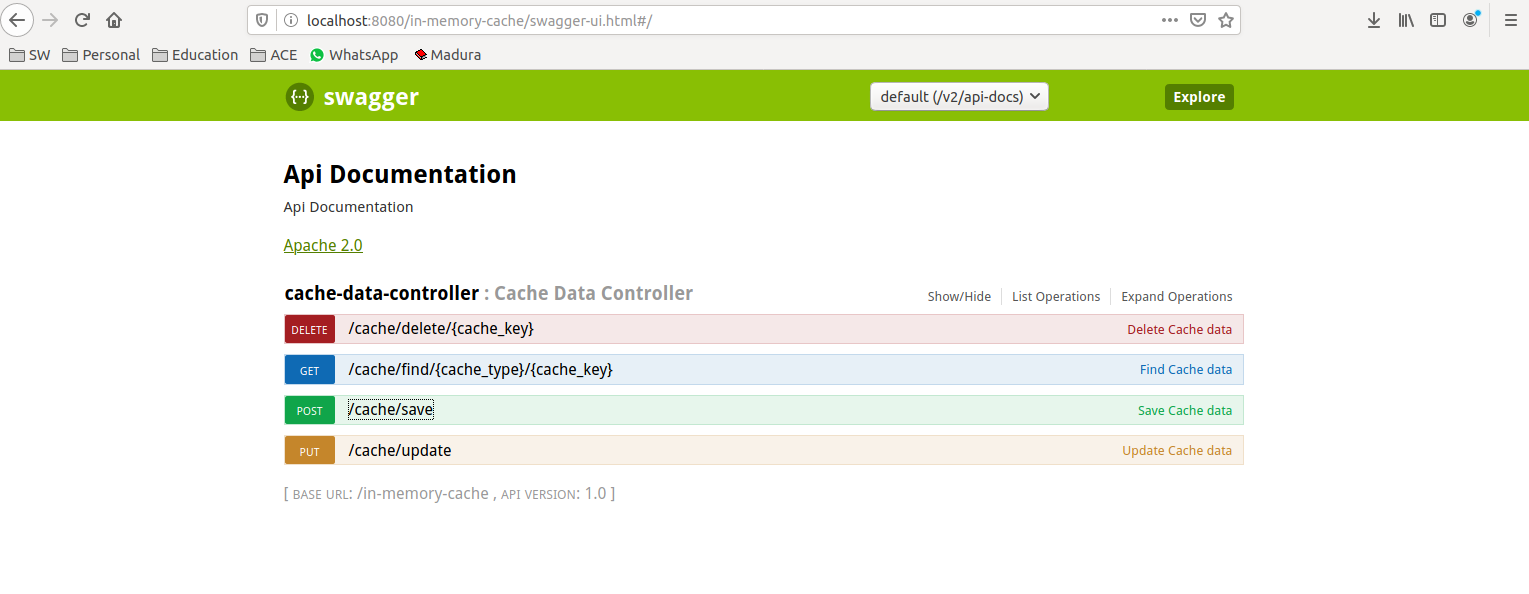 localhost:8080/in-memory-cache/swagger-ui.html#/
SW Personal Education ACE WhatsApp Madura
{··} swagger default (/v2/api-docs) Explore
Api Documentation
Api Documentation
Apache 2.0
cache-data-controller : Cache Data Controller Show/Hide List Operations Expand Operations
DELETE /cache/delete/{cache_key} Delete Cache data
GET /cache/find/{cache_type}/{cache_key} Find Cache data
POST /cache/save Save Cache data
PUT /cache/update Update Cache data
[ BASE URL: /in-memory-cache , API VERSION: 1.0 ]